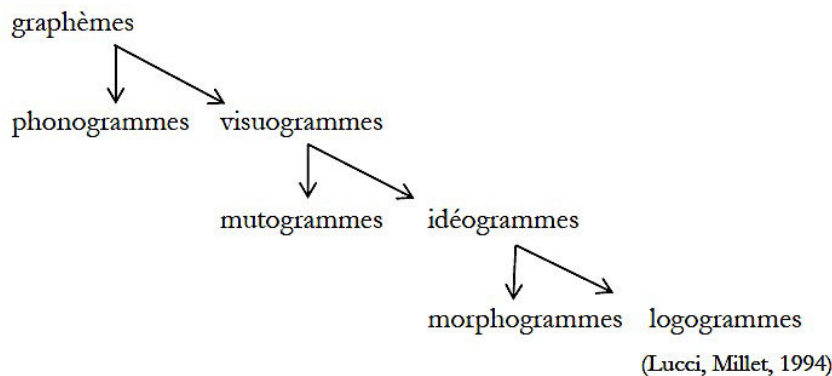 graphèmes
phonogrammes visuogrammes
mutogrammes idéogrammes
morphogrammes logogrammes
(Lucci, Millet, 1994)